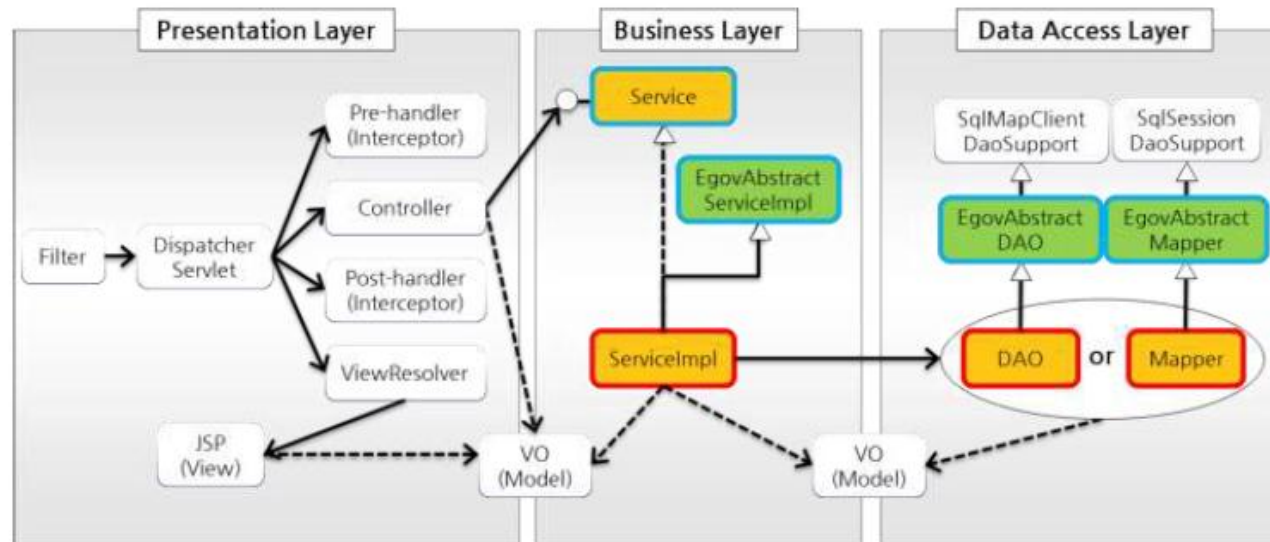 Presentation Layer
Business Layer
Data Access Layer
Pre-handler
(Interceptor)
Controller
Filter
Dispatcher
Servlet
Post-handler
(Interceptor)
ViewResolver
JSP
(View)
VO
(Model)
Service
EgovAbstract
ServiceImpl
ServiceImpl
VO
(Model)
SqlMapClient
DaoSupport
SqlSession
DaoSupport
EgovAbstract
DAO
EgovAbstract
Mapper
DAO
or
Mapper